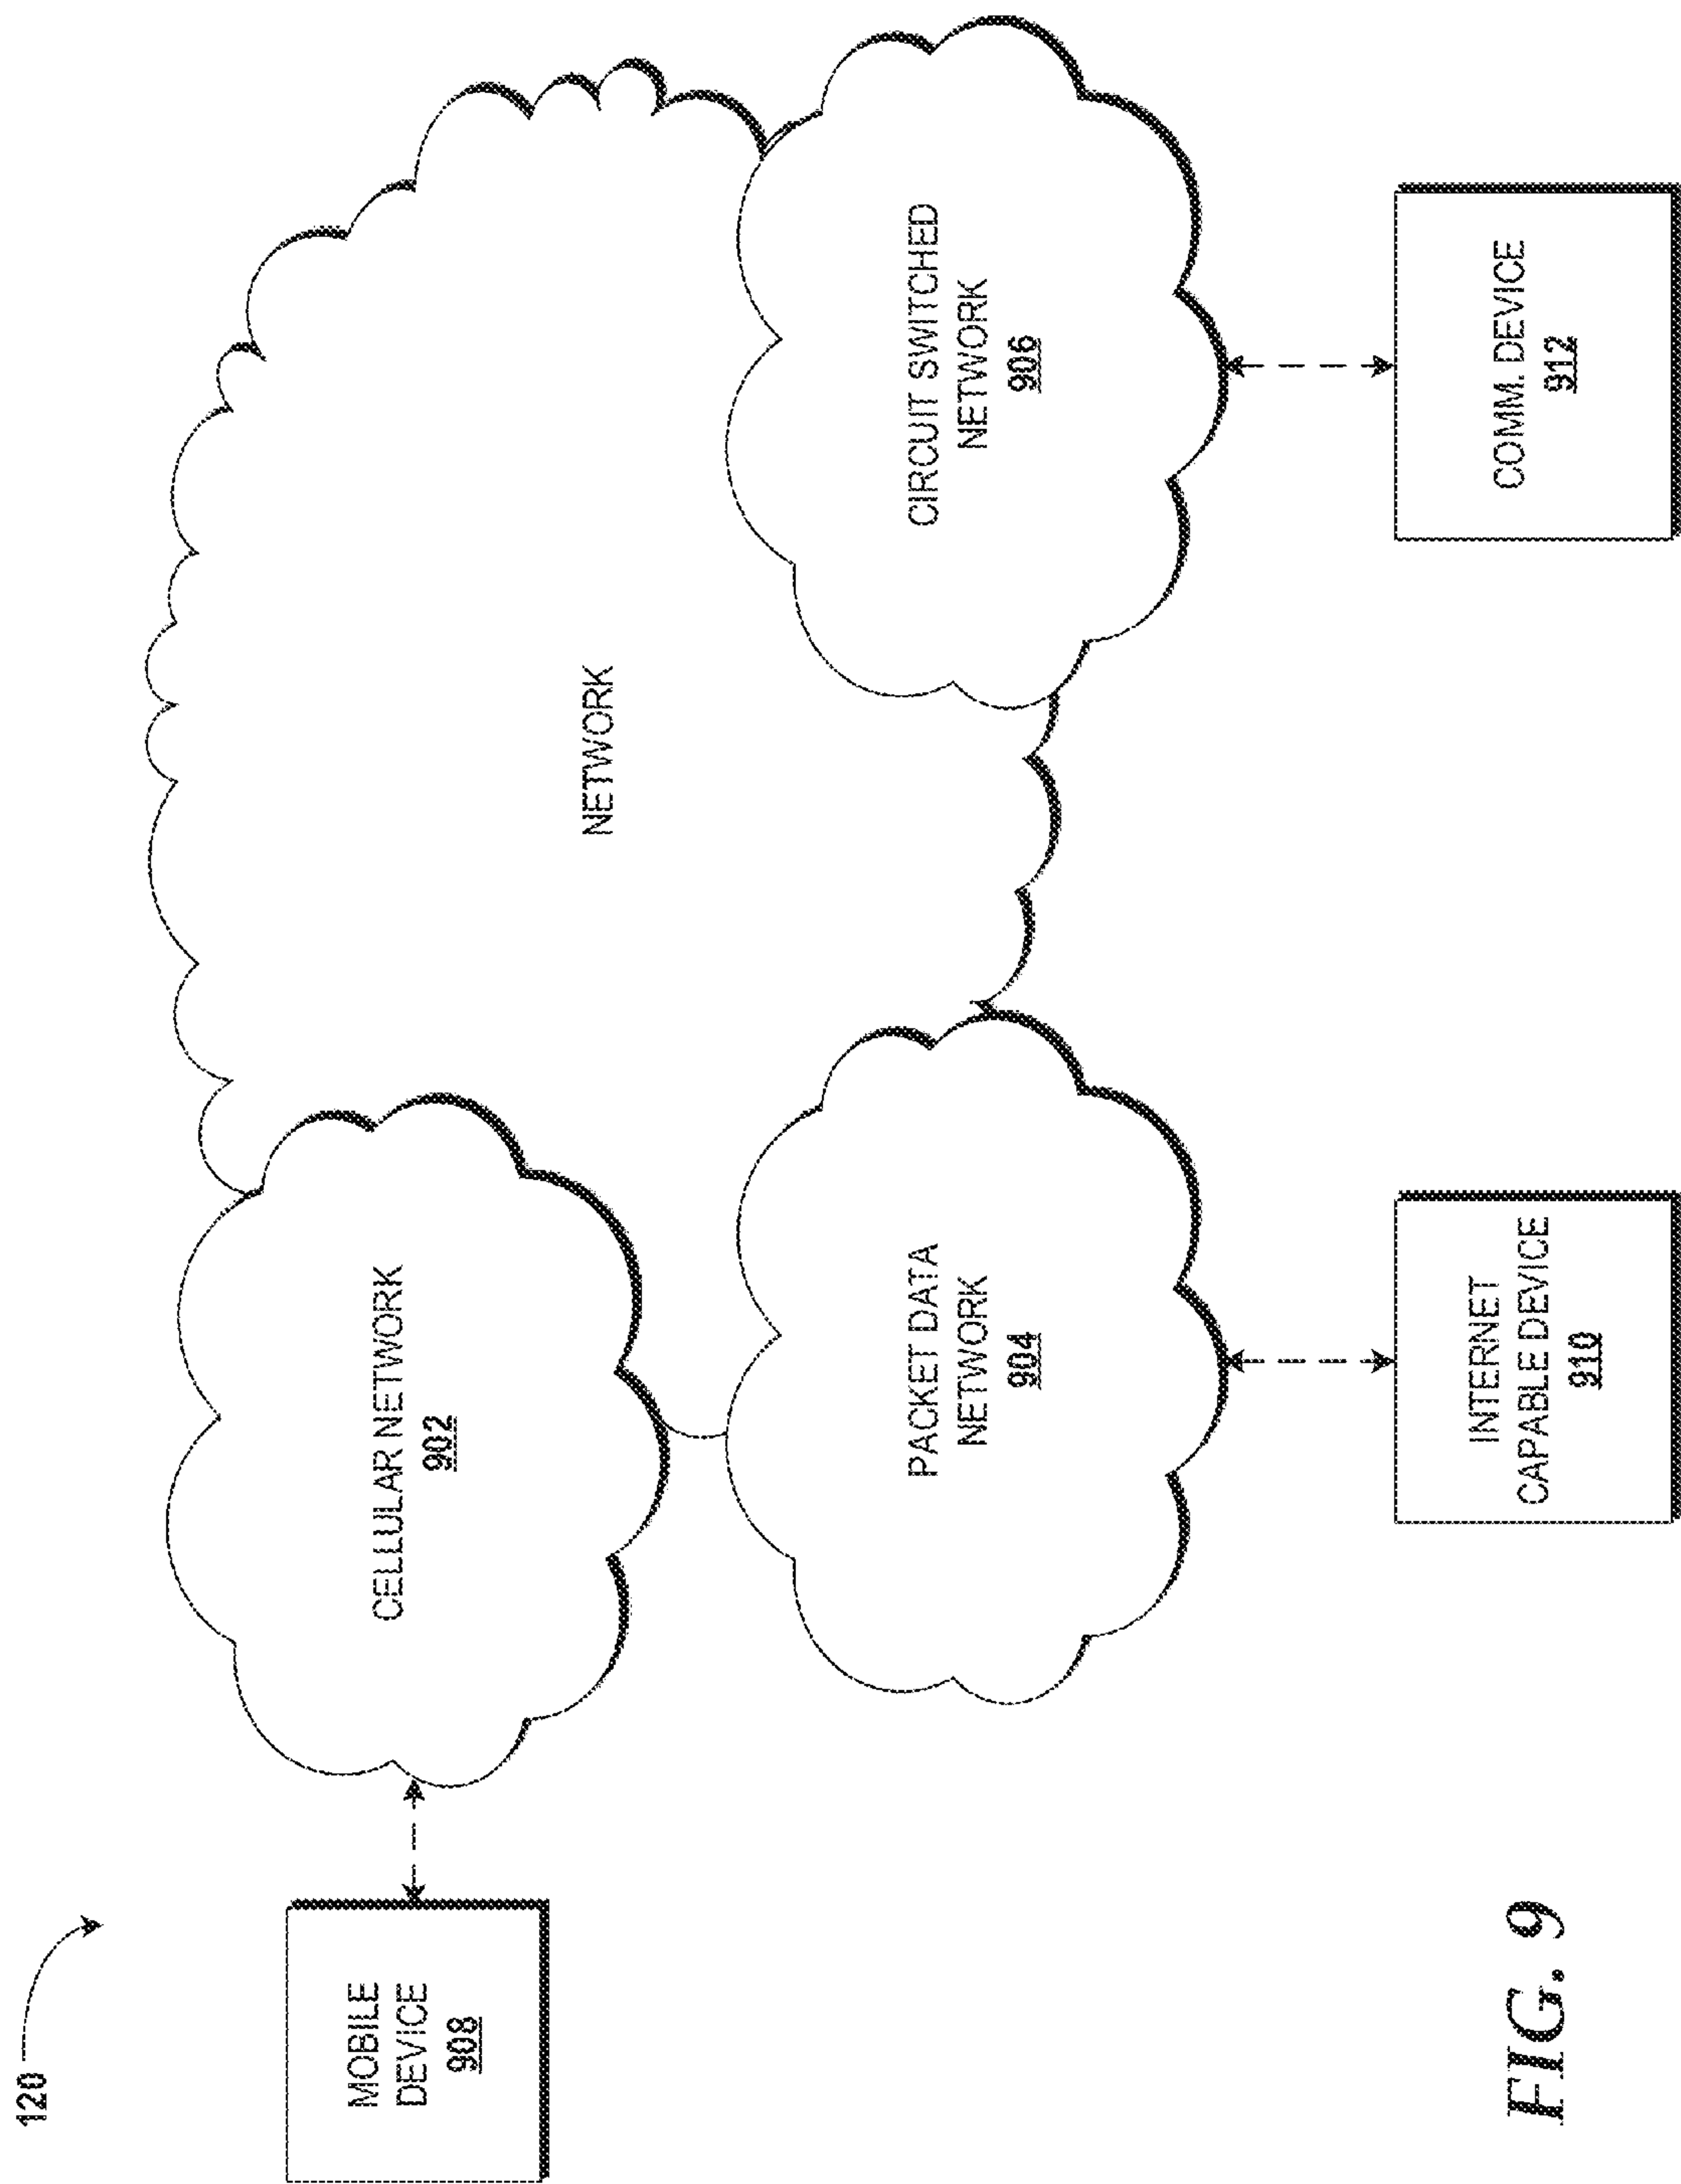 120
MOBILE
DEVICE
908
CELLULAR NETWORK
902
NETWORK
PACKET DATA
NETWORK
904
CIRCUIT SWITCHED
NETWORK
906
INTERNET
CAPABLE DEVICE
910
COMM. DEVICE
912
FIG. 9